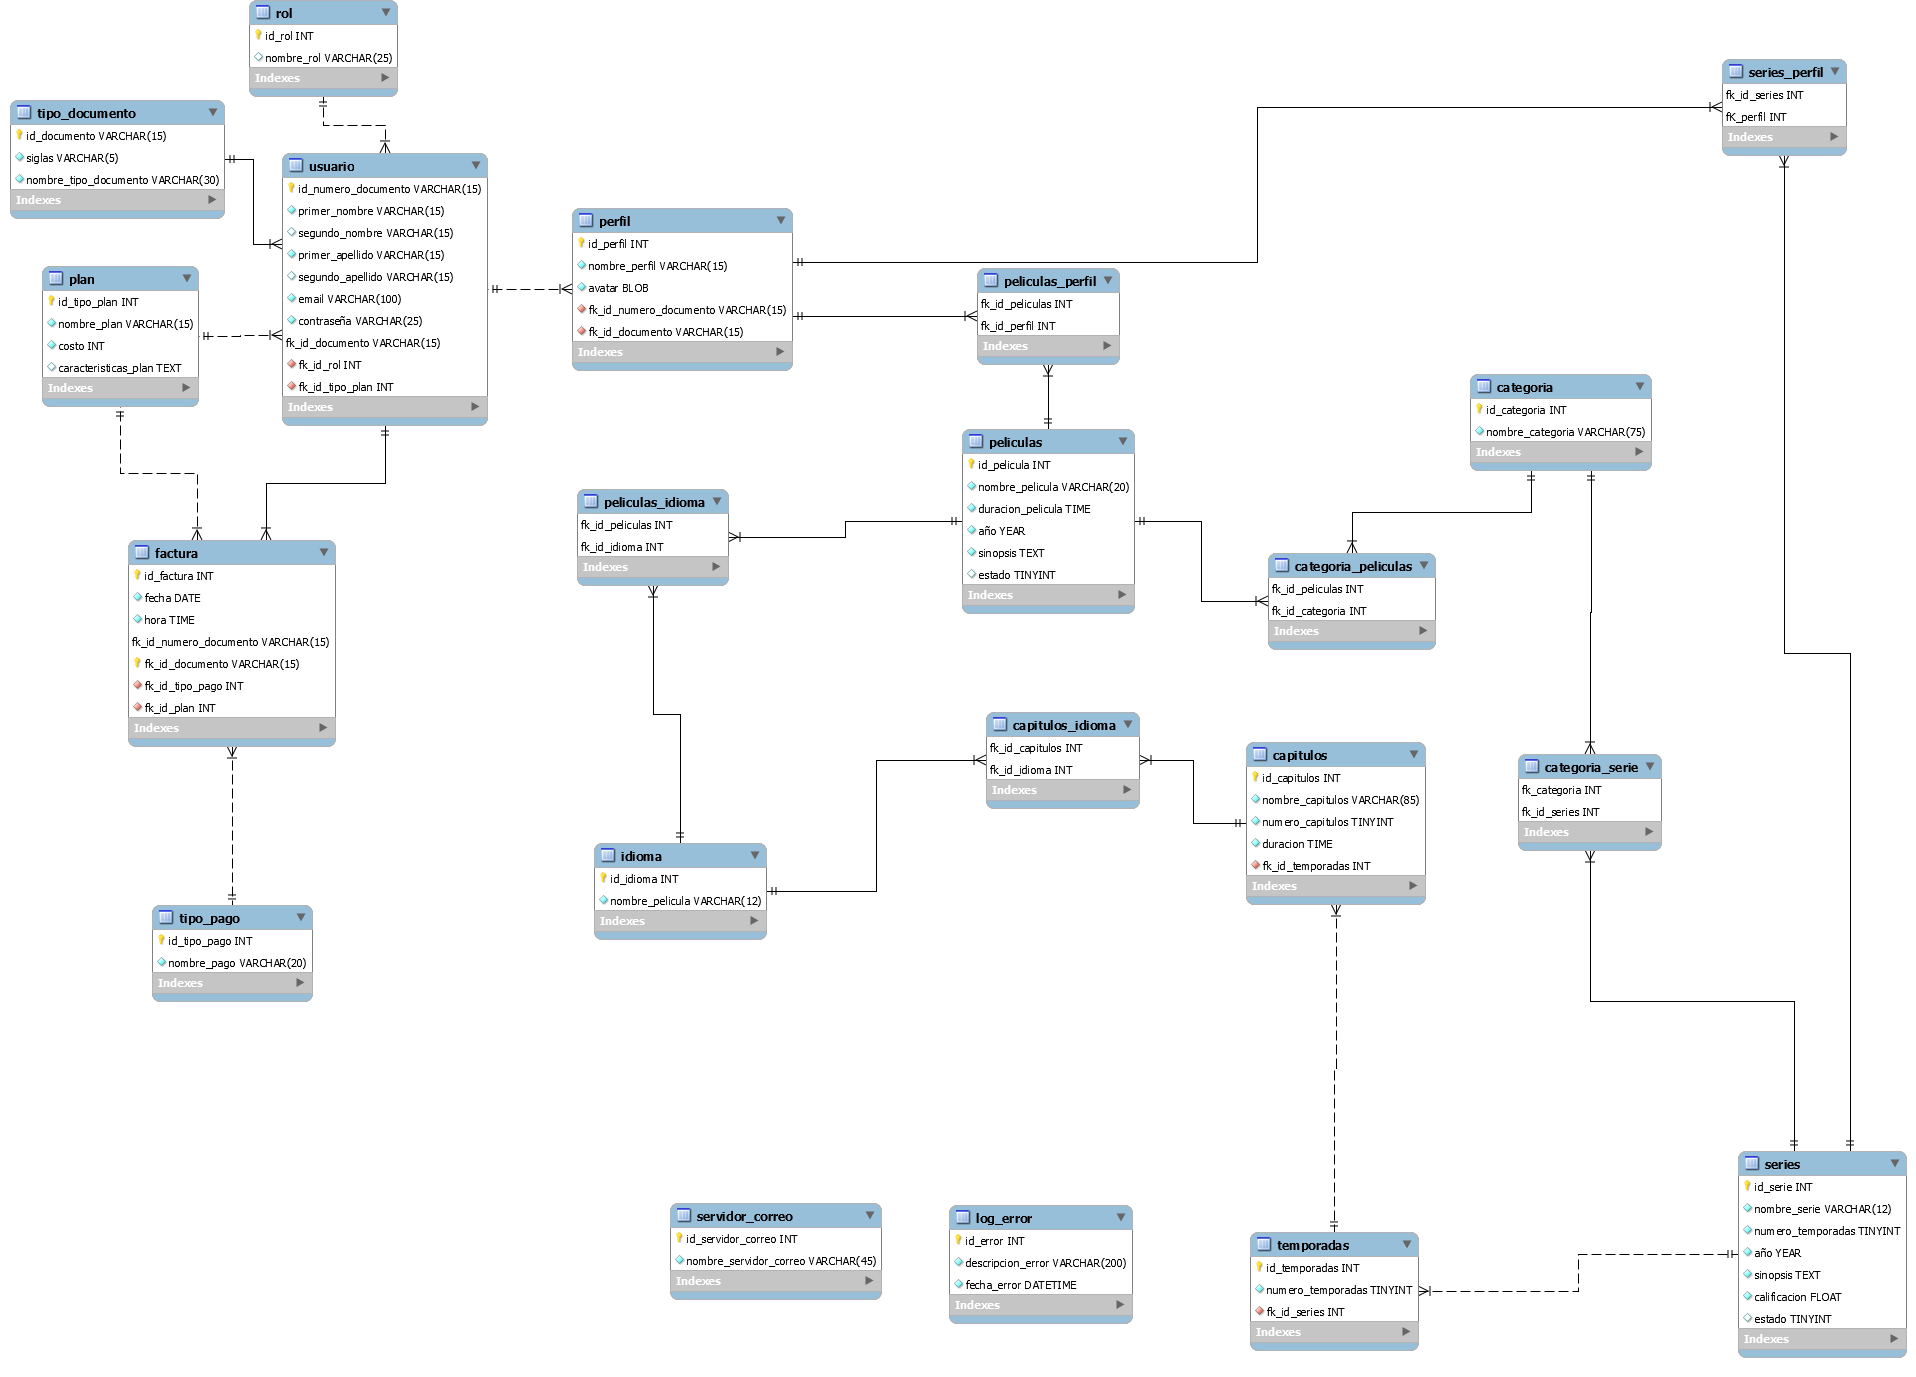 rol
id_rol INT
nombre_rol VARCHAR(25)
Indexes
tipo_documento
id_documento VARCHAR(15)
siglas VARCHAR(5)
nombre_tipo_documento VARCHAR(30)
Indexes
usuario
id_numero_documento VARCHAR(15)
primer_nombre VARCHAR(15)
segundo_nombre VARCHAR(15)
primer_apellido VARCHAR(15)
segundo_apellido VARCHAR(15)
email VARCHAR(100)
contraseña VARCHAR(25)
fk_id_documento VARCHAR(15)
fk_id_rol INT
fk_id_tipo_plan INT
Indexes
plan
id_tipo_plan INT
nombre_plan VARCHAR(15)
costo INT
caracteristicas_plan TEXT
Indexes
perfil
id_perfil INT
nombre_perfil VARCHAR(15)
avatar BLOB
fk_id_numero_documento VARCHAR(15)
fk_id_documento VARCHAR(15)
Indexes
series_perfil
fk_id_series INT
fK_perfil INT
Indexes
peliculas_perfil
fk_id_peliculas INT
fk_id_perfil INT
Indexes
categoria
id_categoria INT
nombre_categoria VARCHAR(75)
Indexes
peliculas
id_pelicula INT
nombre_pelicula VARCHAR(20)
duracion_pelicula TIME
año YEAR
sinopsis TEXT
estado TINYINT
Indexes
peliculas_idioma
fk_id_peliculas INT
fk_id_idioma INT
Indexes
categoria_peliculas
fk_id_peliculas INT
fk_id_categoria INT
Indexes
factura
id_factura INT
fecha DATE
hora TIME
fk_id_numero_documento VARCHAR(15)
fk_id_documento VARCHAR(15)
fk_id_tipo_pago INT
fk_id_plan INT
Indexes
capitulos_idioma
fk_id_capitulos INT
fk_id_idioma INT
Indexes
capitulos
id_capitulos INT
nombre_capitulos VARCHAR(85)
numero_capitulos TINYINT
duracion TIME
fk_id_temporadas INT
Indexes
categoria_serie
fk_categoria INT
fk_id_series INT
Indexes
idioma
id_idioma INT
nombre_pelicula VARCHAR(12)
Indexes
tipo_pago
id_tipo_pago INT
nombre_pago VARCHAR(20)
Indexes
servidor_correo
id_servidor_correo INT
nombre_servidor_correo VARCHAR(45)
Indexes
log_error
id_error INT
descripcion_error VARCHAR(200)
fecha_error DATETIME
Indexes
temporadas
id_temporadas INT
numero_temporadas TINYINT
fk_id_series INT
Indexes
series
id_serie INT
nombre_serie VARCHAR(12)
numero_temporadas TINYINT
año YEAR
sinopsis TEXT
calificacion FLOAT
estado TINYINT
Indexes